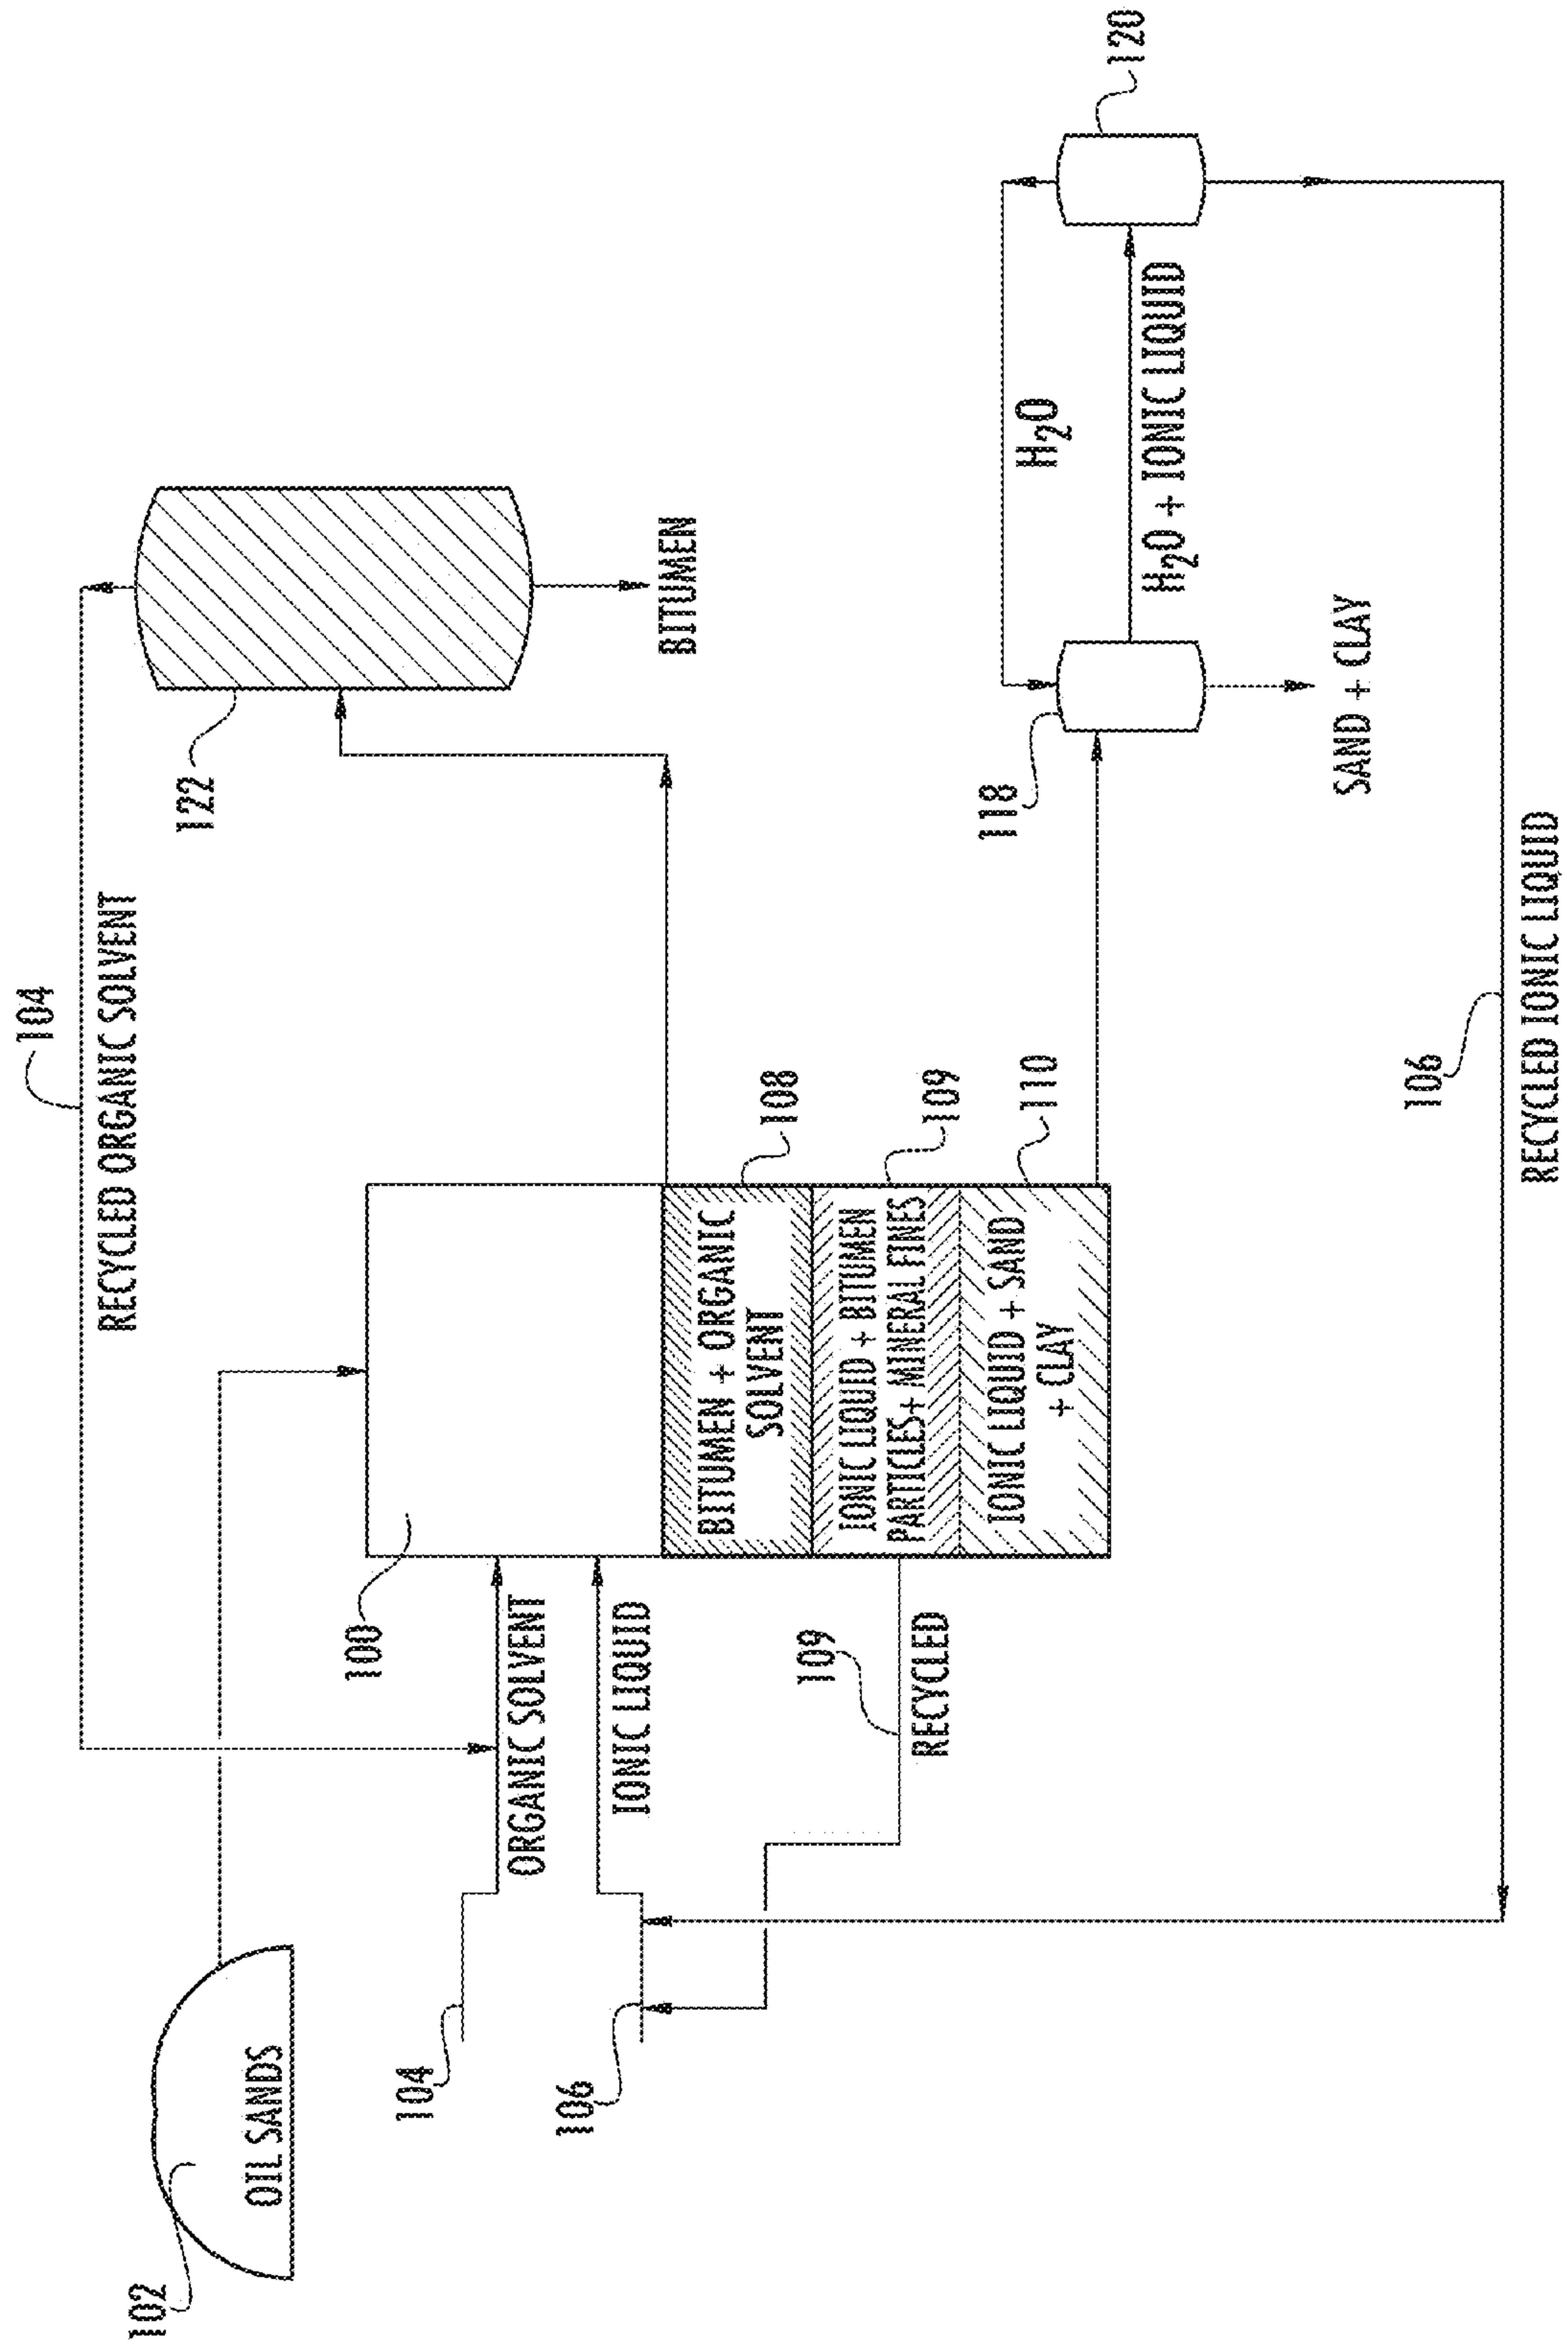 104
RECYCLED ORGANIC SOLVENT
122
BITUMEN
102
OIL SANDS
104
106
ORGANIC SOLVENT
IONIC LIQUID
100
109
RECYCLED
BITUMEN + ORGANIC
SOLVENT
108
IONIC LIQUID + BITUMEN
PARTICLES+ MINERAL FINES
109
IONIC LIQUID + SAND
+ CLAY
110
118
H2O
H2O + IONIC LIQUID
120
SAND + CLAY
106
RECYCLED IONIC LIQUID